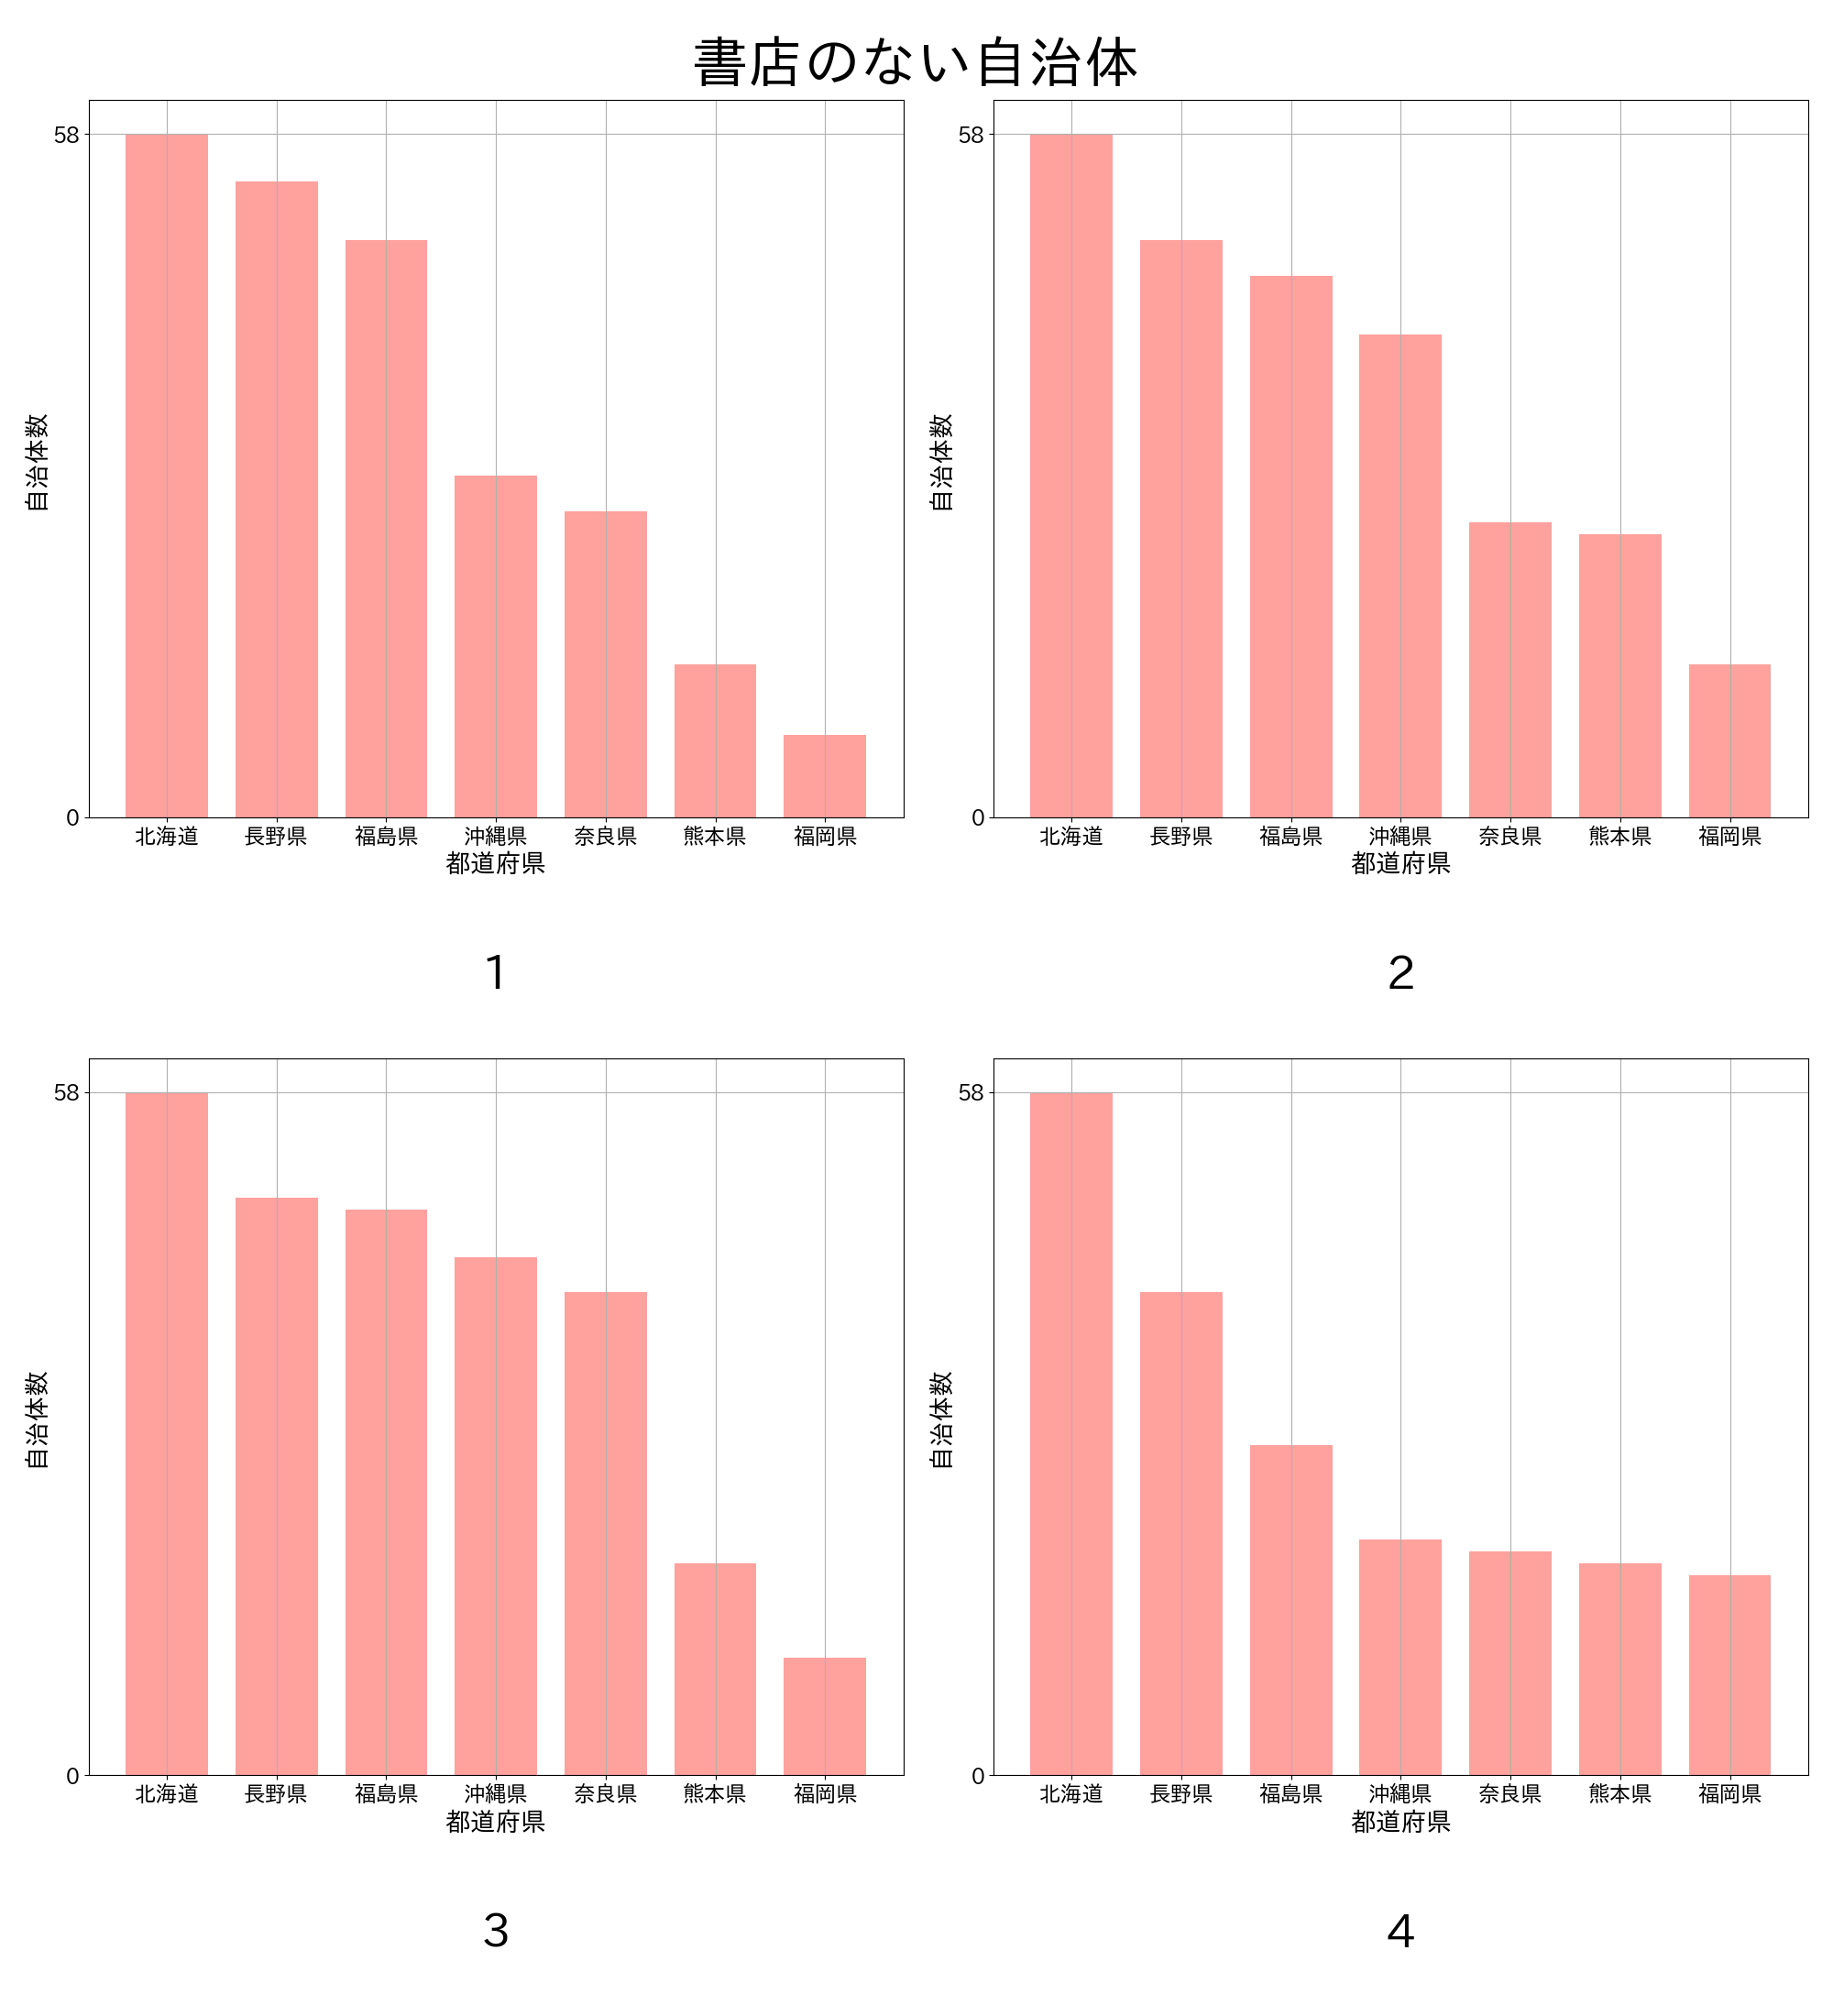 書店のない自治体
58
0
自治体数
北海道 長野県 福島県 沖縄県 奈良県 熊本県 福岡県
都道府県
1
58
0
自治体数
北海道 長野県 福島県 沖縄県 奈良県 熊本県 福岡県
都道府県
2
58
0
自治体数
北海道 長野県 福島県 沖縄県 奈良県 熊本県 福岡県
都道府県
3
58
0
自治体数
北海道 長野県 福島県 沖縄県 奈良県 熊本県 福岡県
都道府県
4